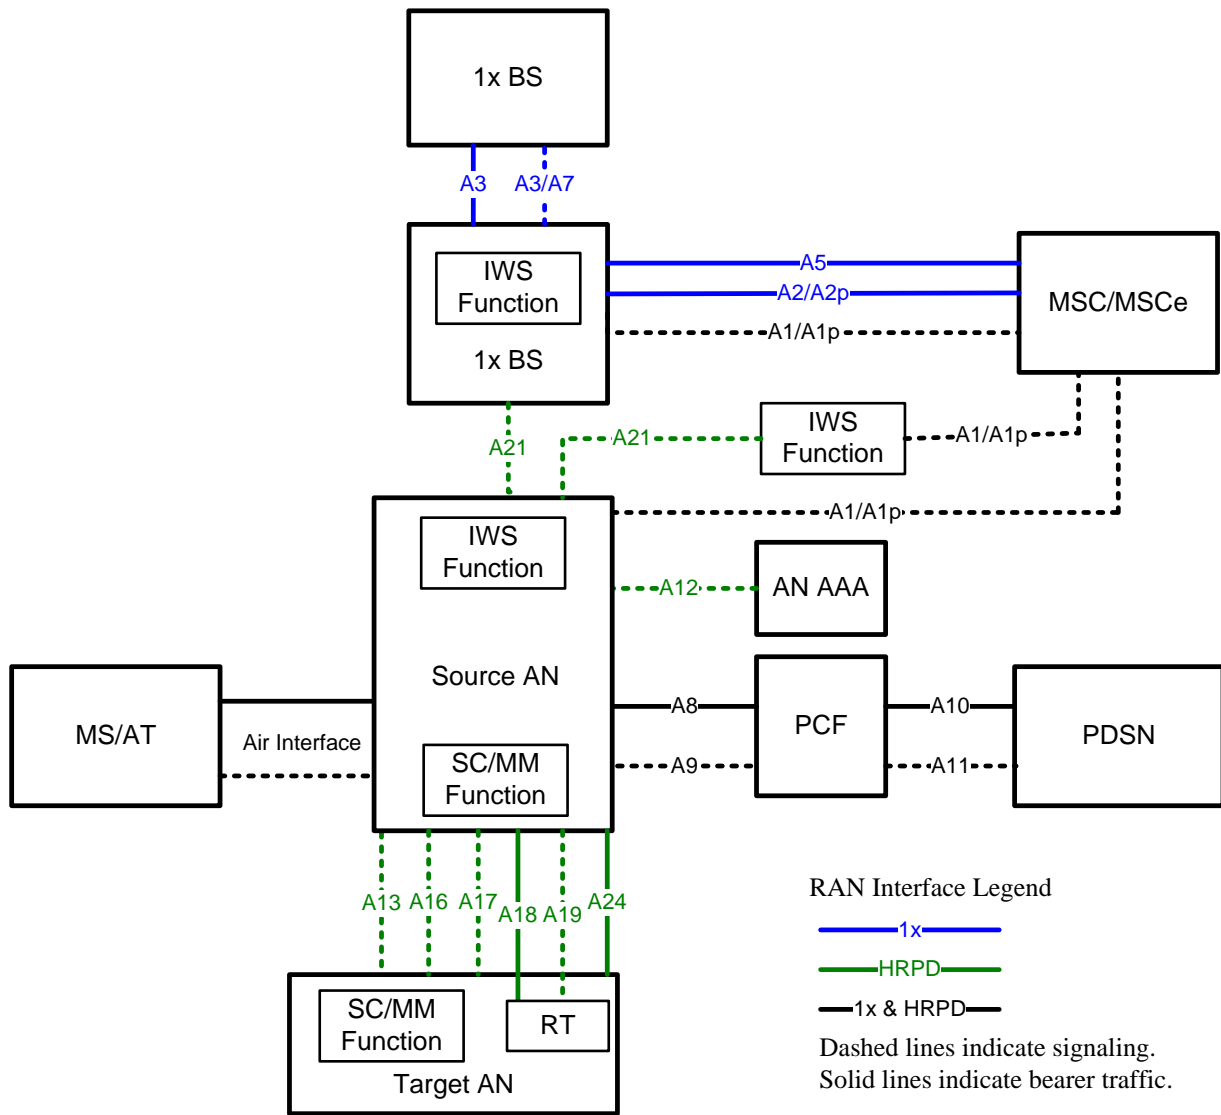 1x BS
A3
A3/A7
IWS
Function
1x BS
A5
A2/A2p
A1/A1p
MSC/MSCe
A21
A21
IWS
Function
A1/A1p
A1/A1p
IWS
Function
A12
AN AAA
Source AN
MS/AT
Air Interface
SC/MM
Function
A8
A9
PCF
A10
A11
PDSN
A13
A16
A17
A18
A19
A24
SC/MM
Function
RT
Target AN
RAN Interface Legend
1x
HRPD
1x & HRPD
Dashed lines indicate signaling.
Solid lines indicate bearer traffic.